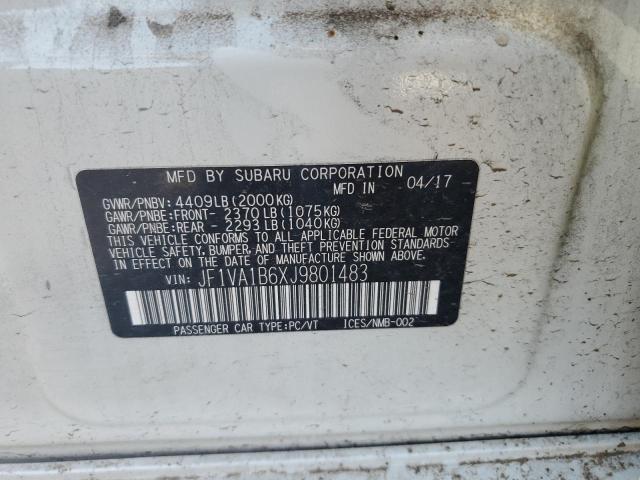 MFD BY SUBARU CORPORATION
MFD IN 04/17
GVWR/PNBV: 4409LB(2000KG)
GAWR/PNBE:FRONT- 2370LB(1075KG)
GAWR/PNBE:REAR - 2293LB(1040KG)
THIS VEHICLE CONFORMS TO ALL APPLICABLE FEDERAL MOTOR
VEHICLE SAFETY, BUMPER, AND THEFT PREVENTION STANDARDS
IN EFFECT ON THE DATE OF MANUFACTURE SHOWN ABOVE.
VIN: JF1VA1B6XJ9801483
PASSENGER CAR TYPE:PC/VT ICES/NMB-002